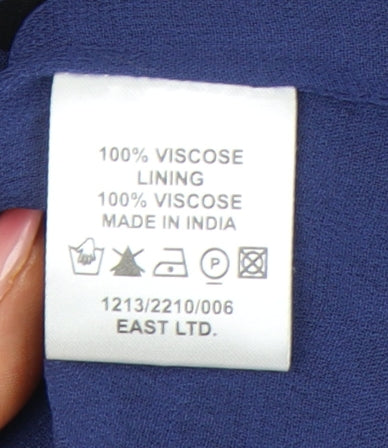 100% VISCOSE
LINING
100% VISCOSE
MADE IN INDIA
P
1213/2210/006
EAST LTD.